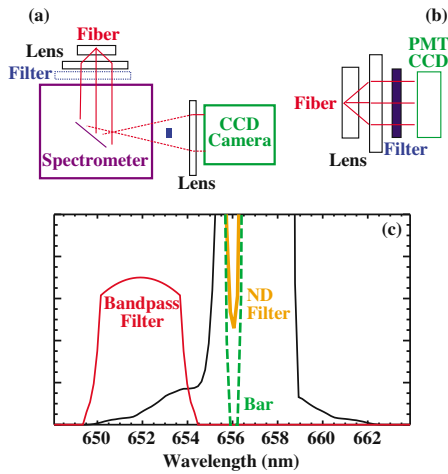 (a)
Fiber
Lens
Filter
CCD
Camera
Spectrometer
Lens
(b)
PMT
CCD
Fiber
Filter
Lens
(c)
Bandpass
Filter
ND
Filter
Bar
650 652 654 656 658 660 662
Wavelength (nm)